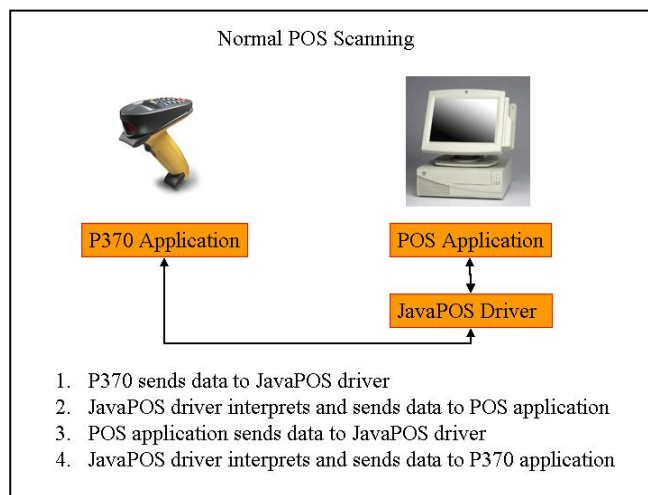 Normal POS Scanning
P370 Application
POS Application
JavaPOS Driver
1. P370 sends data to JavaPOS driver
2. JavaPOS driver interprets and sends data to POS application
3. POS application sends data to JavaPOS driver
4. JavaPOS driver interprets and sends data to P370 application